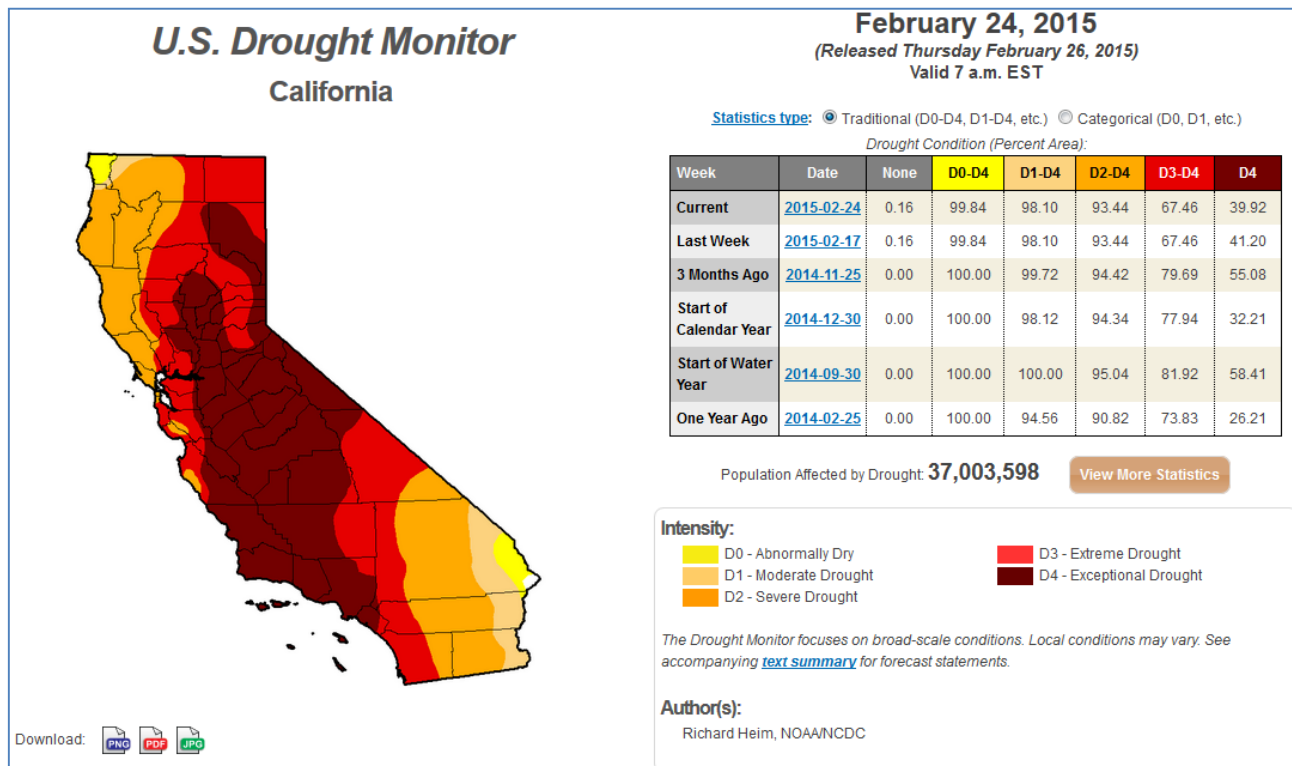 U.S. Drought Monitor
California
February 24, 2015
(Released Thursday February 26, 2015)
Valid 7 a.m. EST
Statistics type: Traditional (D0-D4, D1-D4, etc.) Categorical (D0, D1, etc.)
Drought Condition (Percent Area):
Week Date None D0-D4 D1-D4 D2-D4 D3-D4 D4
Current 2015-02-24 0.16 99.84 98.10 93.44 67.46 39.92
Last Week 2015-02-17 0.16 99.84 98.10 93.44 67.46 41.20
3 Months Ago 2014-11-25 0.00 100.00 99.72 94.42 79.69 55.08
Start of
Calendar Year 2014-12-30 0.00 100.00 98.12 94.34 77.94 32.21
Start of Water
Year 2014-09-30 0.00 100.00 100.00 95.04 81.92 58.41
One Year Ago 2014-02-25 0.00 100.00 94.56 90.82 73.83 26.21
Population Affected by Drought: 37,003,598 View More Statistics
Intensity:
D0 - Abnormally Dry
D1 - Moderate Drought
D2 - Severe Drought
D3 - Extreme Drought
D4 - Exceptional Drought
The Drought Monitor focuses on broad-scale conditions. Local conditions may vary. See
accompanying text summary for forecast statements.
Author(s):
Richard Heim, NOAA/NCDC
Download: PNG PDF JPG